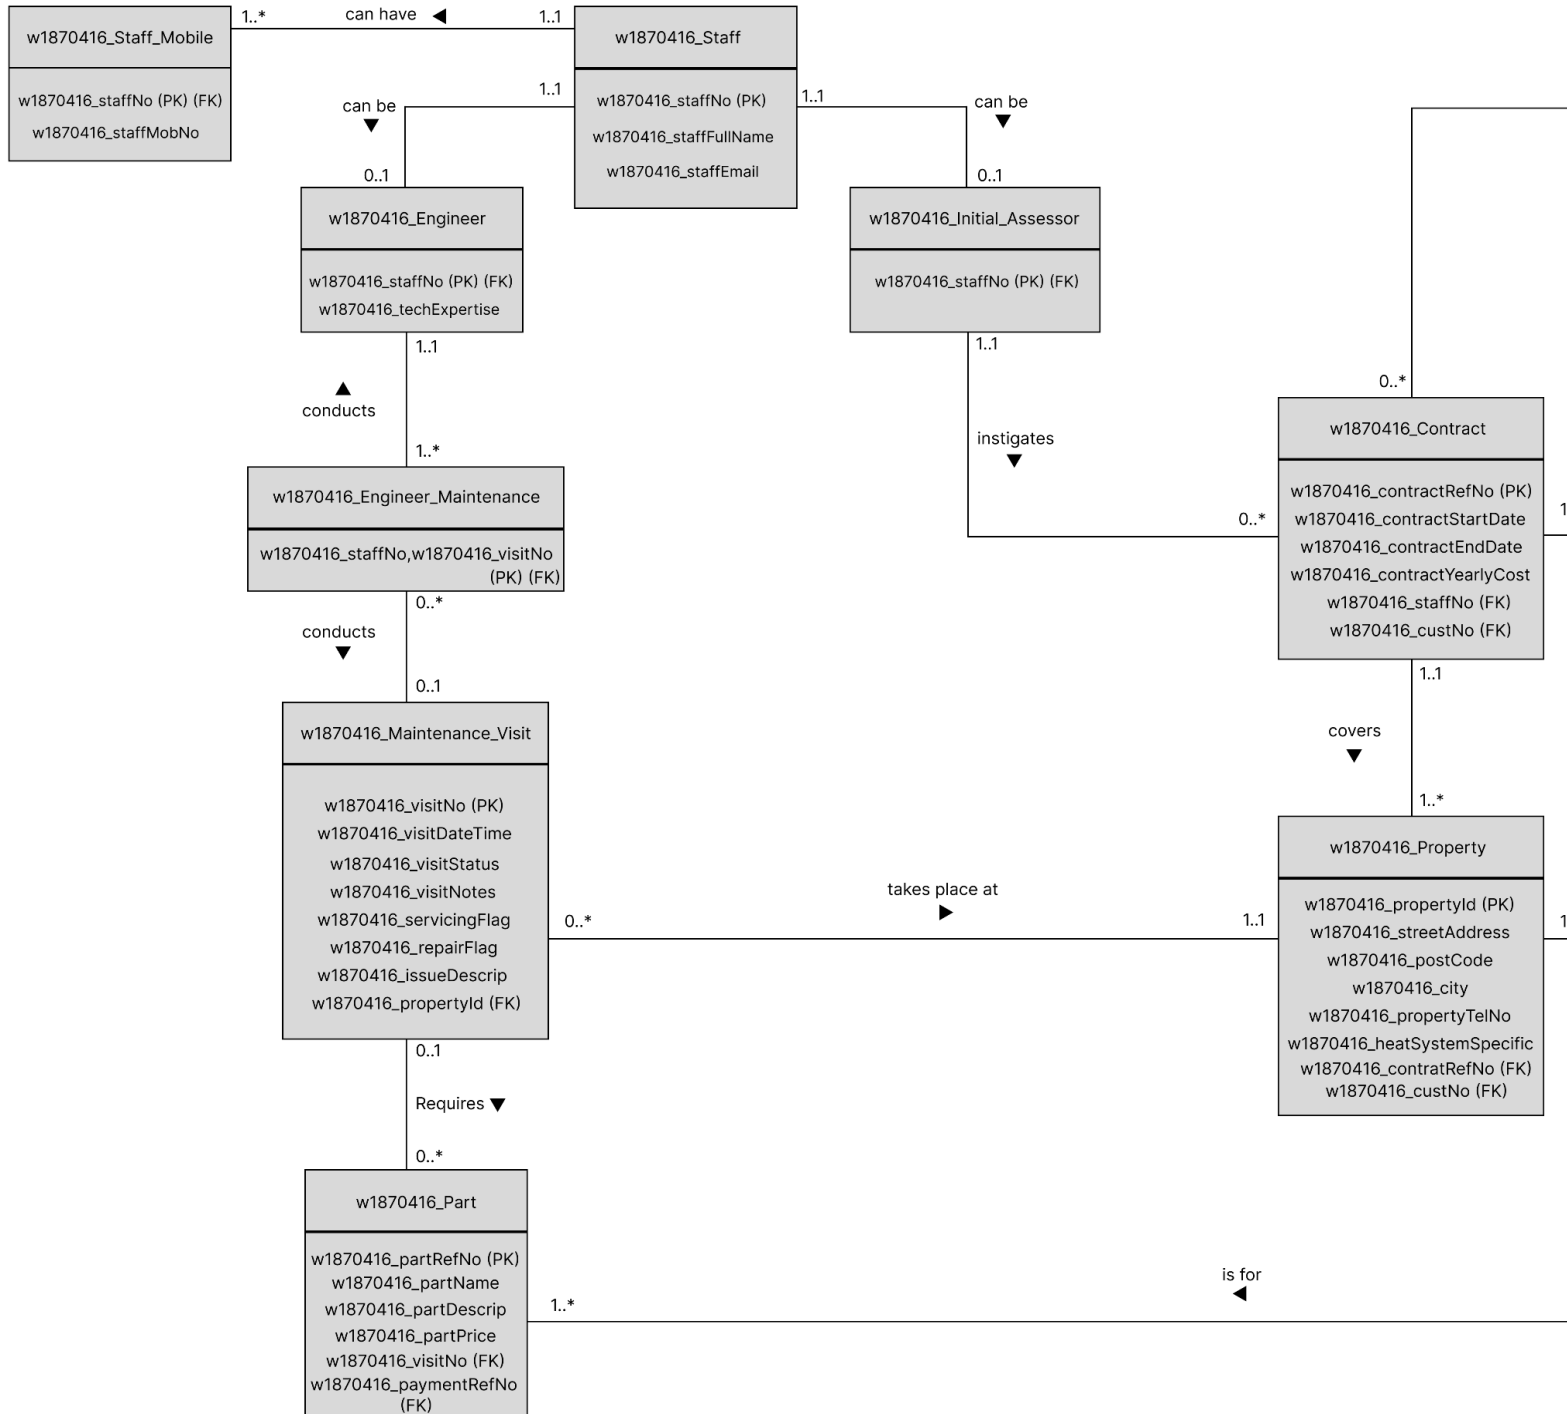 1..*
can have
1..1
w1870416_Staff_Mobile
w1870416_staffNo (PK) (FK)
w1870416_staffMobNo
w1870416_Staff
w1870416_staffNo (PK)
w1870416_staffFullName
w1870416_staffEmail
1..1
can be
0..1
1..1
can be
0..1
w1870416_Engineer
w1870416_staffNo (PK) (FK)
w1870416_techExpertise
w1870416_Initial_Assessor
w1870416_staffNo (PK) (FK)
1..1
conducts
1..*
1..1
instigates
0..*
0..*
w1870416_Contract
w1870416_contractRefNo (PK)
w1870416_contractStartDate
w1870416_contractEndDate
w1870416_contractYearlyCost
w1870416_staffNo (FK)
w1870416_custNo (FK)
1
w1870416_Engineer_Maintenance
w1870416_staffNo,w1870416_visitNo
(PK) (FK)
0..*
conducts
0..1
1..1
covers
1..*
w1870416_Maintenance_Visit
w1870416_visitNo (PK)
w1870416_visitDateTime
w1870416_visitStatus
w1870416_visitNotes
w1870416_servicingFlag
w1870416_repairFlag
w1870416_issueDescrip
w1870416_propertyId (FK)
0..*
takes place at
1..1
w1870416_Property
w1870416_propertyId (PK)
w1870416_streetAddress
w1870416_postCode
w1870416_city
w1870416_propertyTelNo
w1870416_heatSystemSpecific
w1870416_contratRefNo (FK)
w1870416_custNo (FK)
1
0..1
Requires
0..*
w1870416_Part
w1870416_partRefNo (PK)
w1870416_partName
w1870416_partDescrip
w1870416_partPrice
w1870416_visitNo (FK)
w1870416_paymentRefNo
(FK)
1..*
is for